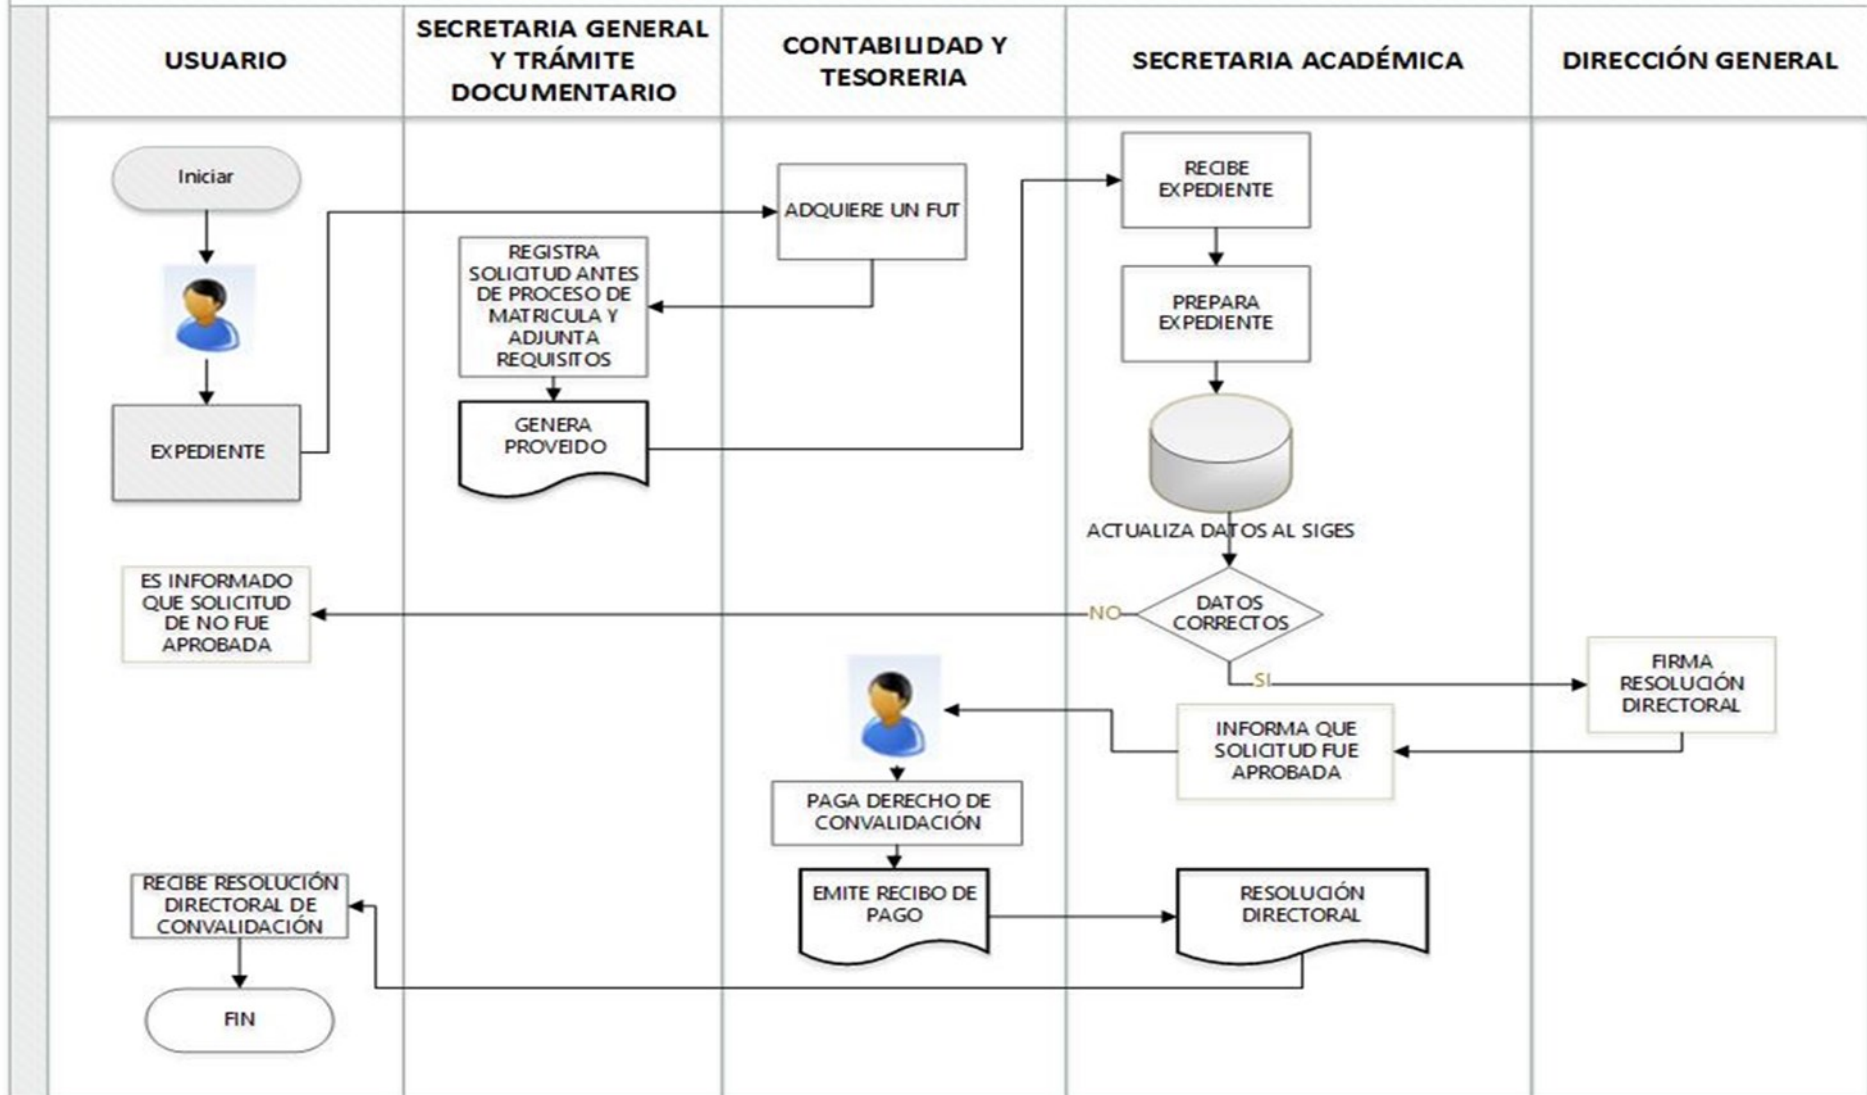 USUARIO
SECRETARIA GENERAL
Y TRÁMITE
DOCUMENTARIO
CONTABILIDAD Y
TESORERIA
SECRETARIA ACADÉMICA
DIRECCIÓN GENERAL
Iniciar
EXPEDIENTE
ADQUIERE UN FUT
REGISTRA
SOLICITUD ANTES
DE PROCESO DE
MATRICULA Y
ADJUNTA
REQUISITOS
GENERA
PROVEIDO
RECIBE
EXPEDIENTE
PREPARA
EXPEDIENTE
ACTUALIZA DATOS AL SIGES
DATOS
CORRECTOS
NO
ES INFORMADO
QUE SOLICITUD
DE NO FUE
APROBADA
SI
FIRMA
RESOLUCIÓN
DIRECTORAL
INFORMA QUE
SOLICITUD FUE
APROBADA
PAGA DERECHO DE
CONVALIDACIÓN
EMITE RECIBO DE
PAGO
RESOLUCIÓN
DIRECTORAL
RECIBE RESOLUCIÓN
DIRECTORAL DE
CONVALIDACIÓN
FIN